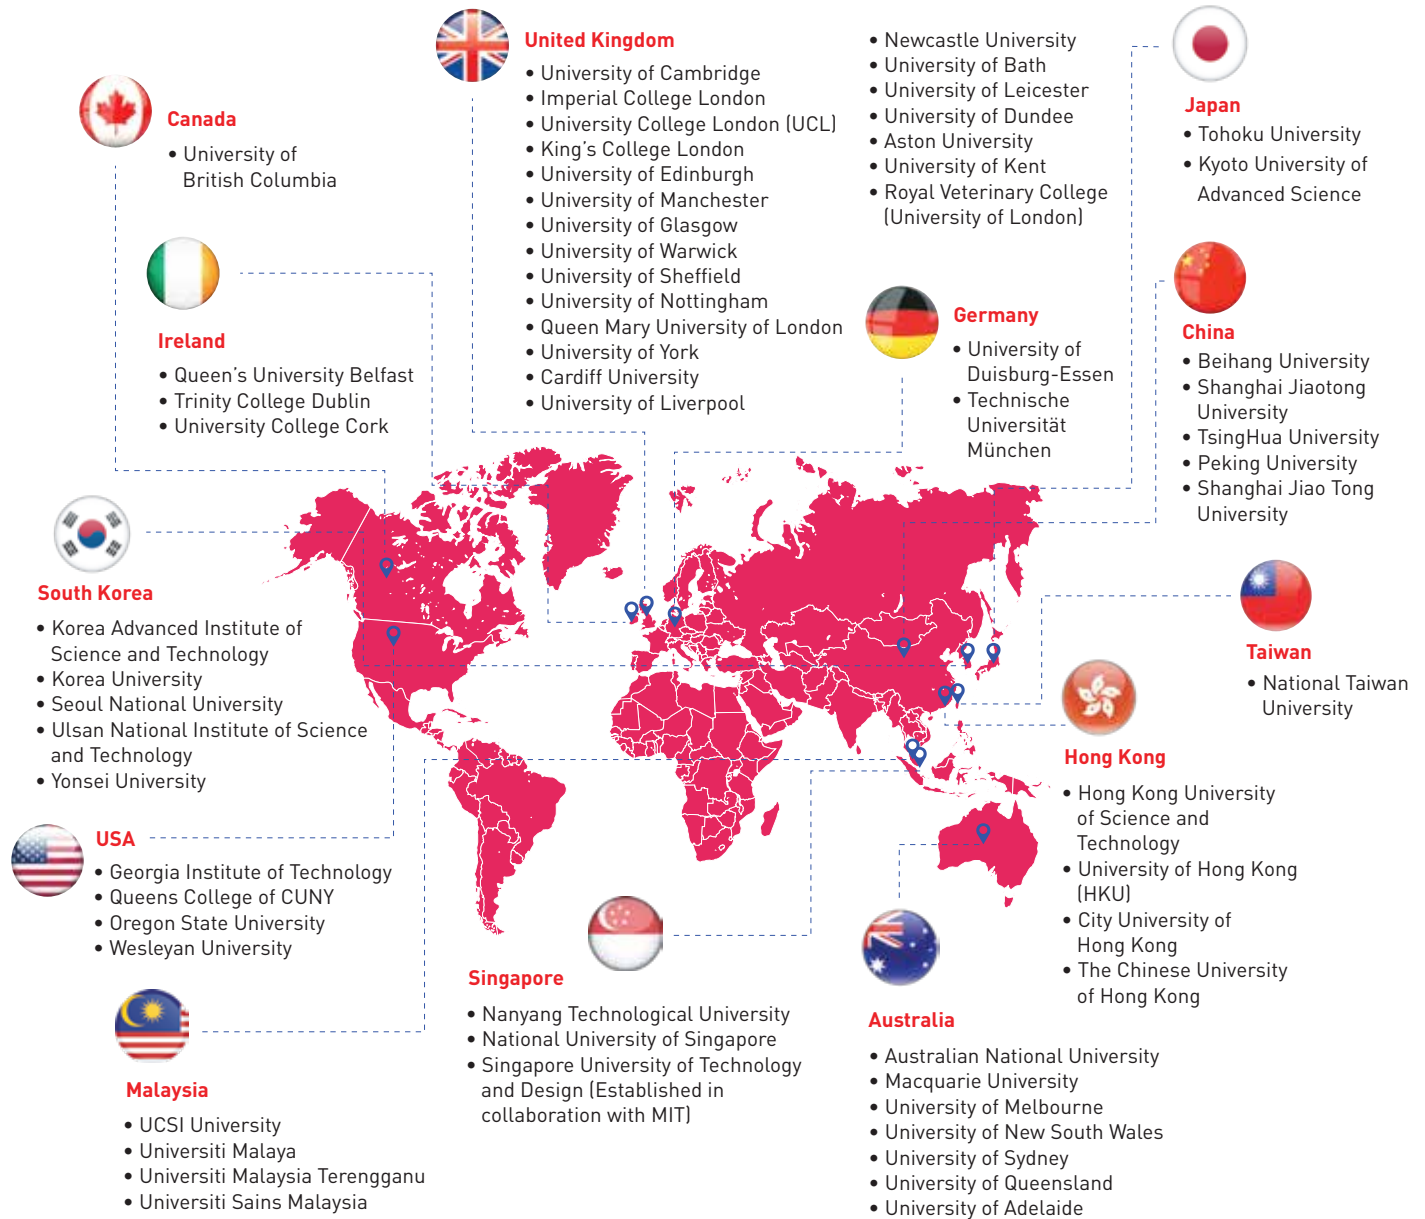 Canada
• University of
British Columbia
Ireland
• Queen's University Belfast
• Trinity College Dublin
• University College Cork
United Kingdom
• University of Cambridge
• Imperial College London
• University College London (UCL)
• King's College London
• University of Edinburgh
• University of Manchester
• University of Glasgow
• University of Warwick
• University of Sheffield
• University of Nottingham
• Queen Mary University of London
• University of York
• Cardiff University
• University of Liverpool
• Newcastle University
• University of Bath
• University of Leicester
• University of Dundee
• Aston University
• University of Kent
• Royal Veterinary College
(University of London)
Germany
• University of
Duisburg-Essen
• Technische
Universität
München
Japan
• Tohoku University
• Kyoto University of
Advanced Science
China
• Beihang University
• Shanghai Jiaotong
University
• TsingHua University
• Peking University
• Shanghai Jiao Tong
University
South Korea
• Korea Advanced Institute of
Science and Technology
• Korea University
• Seoul National University
• Ulsan National Institute of Science
and Technology
• Yonsei University
Taiwan
• National Taiwan
University
Hong Kong
• Hong Kong University
of Science and
Technology
• University of Hong Kong
(HKU)
• City University of
Hong Kong
• The Chinese University
of Hong Kong
USA
• Georgia Institute of Technology
• Queens College of CUNY
• Oregon State University
• Wesleyan University
Malaysia
• UCSI University
• Universiti Malaya
• Universiti Malaysia Terengganu
• Universiti Sains Malaysia
Singapore
• Nanyang Technological University
• National University of Singapore
• Singapore University of Technology
and Design (Established in
collaboration with MIT)
Australia
• Australian National University
• Macquarie University
• University of Melbourne
• University of New South Wales
• University of Sydney
• University of Queensland
• University of Adelaide